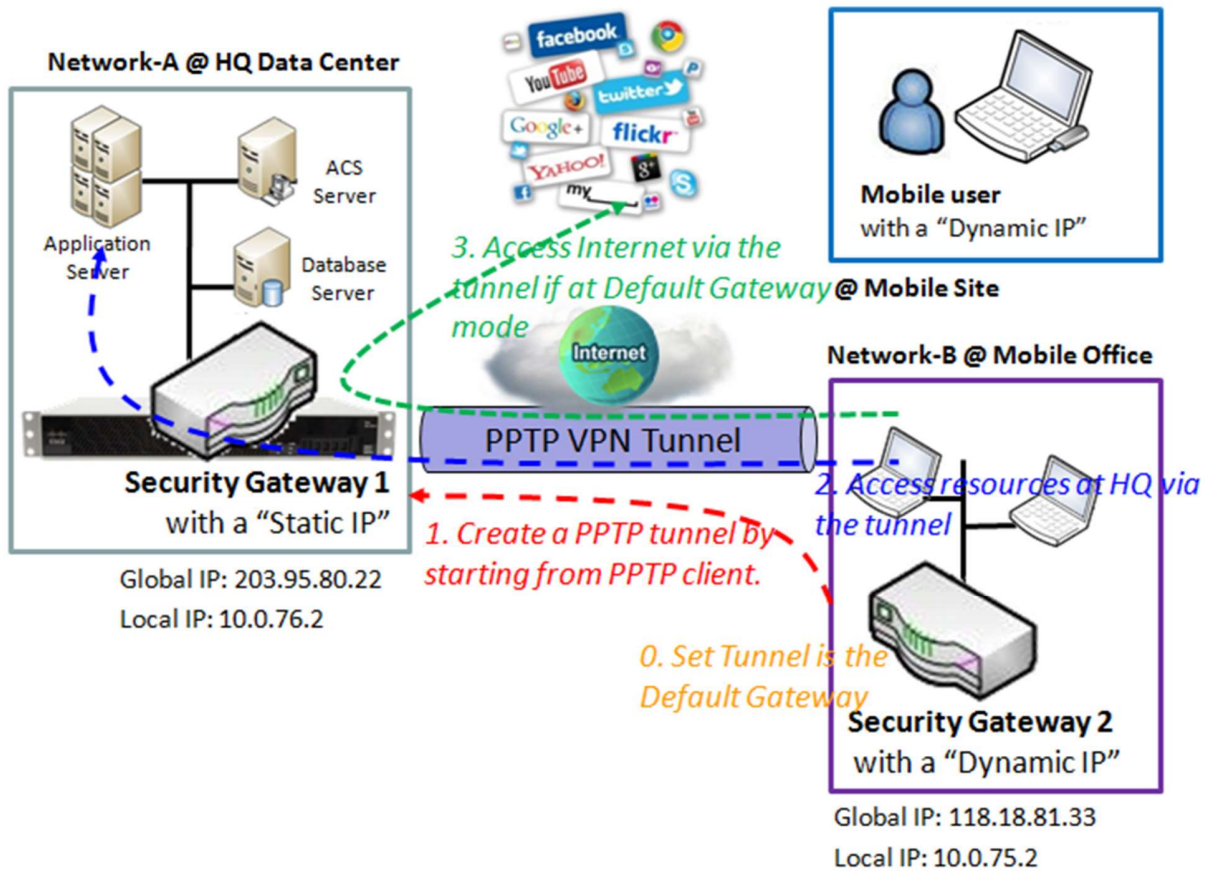 Network-A @ HQ Data Center
ACS
Server
Application
Server
Database
Server
Security Gateway 1
with a “Static IP”
Global IP: 203.95.80.22
Local IP: 10.0.76.2
facebook
YouTube
twitter
Google+
flickr
YAHOO!
g+
my
3. Access Internet via the
tunnel if at Default Gateway
mode
Internet
PPTP VPN Tunnel
1. Create a PPTP tunnel by
starting from PPTP client.
0. Set Tunnel is the
Default Gateway
Mobile user
with a “Dynamic IP”
@ Mobile Site
Network-B @ Mobile Office
2. Access resources at HQ via
the tunnel
Security Gateway 2
with a “Dynamic IP”
Global IP: 118.18.81.33
Local IP: 10.0.75.2